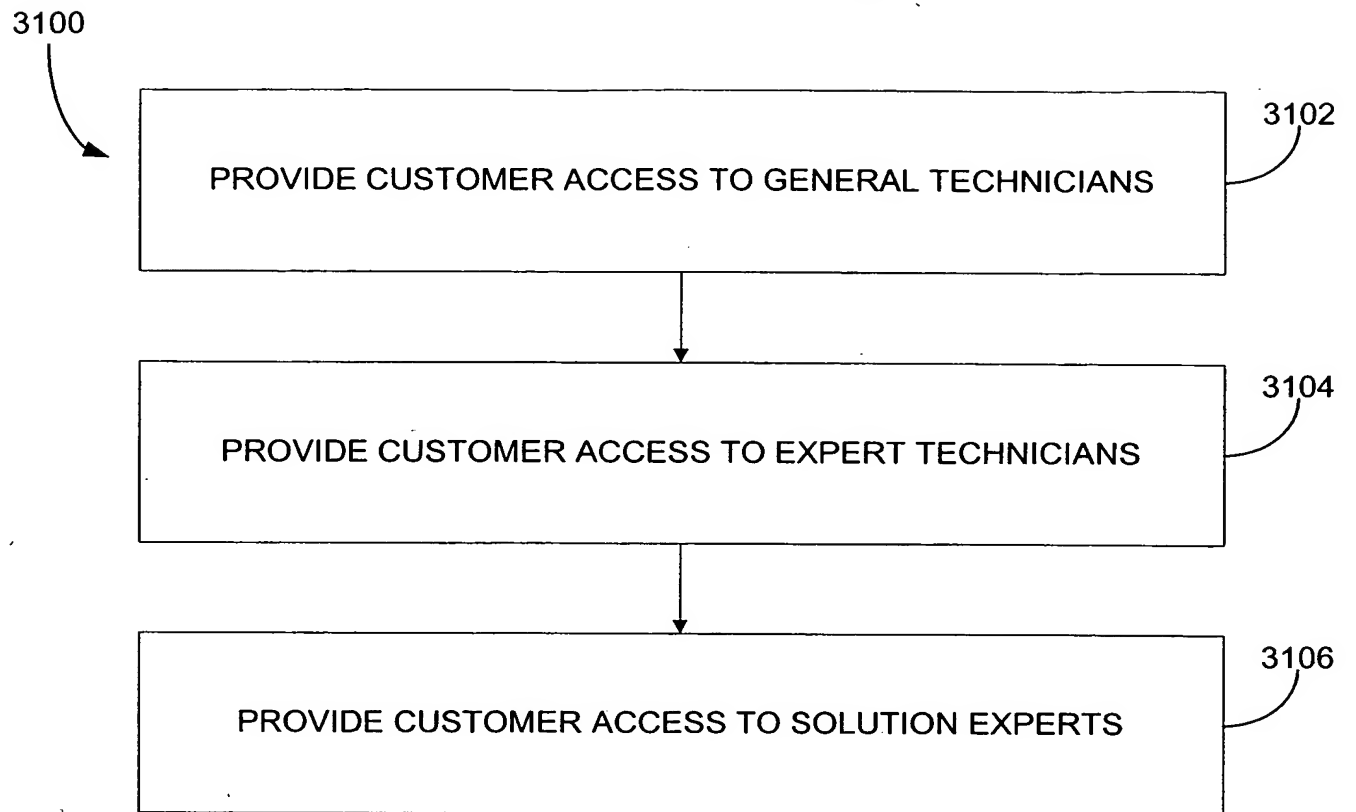 3100
3102
PROVIDE CUSTOMER ACCESS TO GENERAL TECHNICIANS
3104
PROVIDE CUSTOMER ACCESS TO EXPERT TECHNICIANS
3106
PROVIDE CUSTOMER ACCESS TO SOLUTION EXPERTS